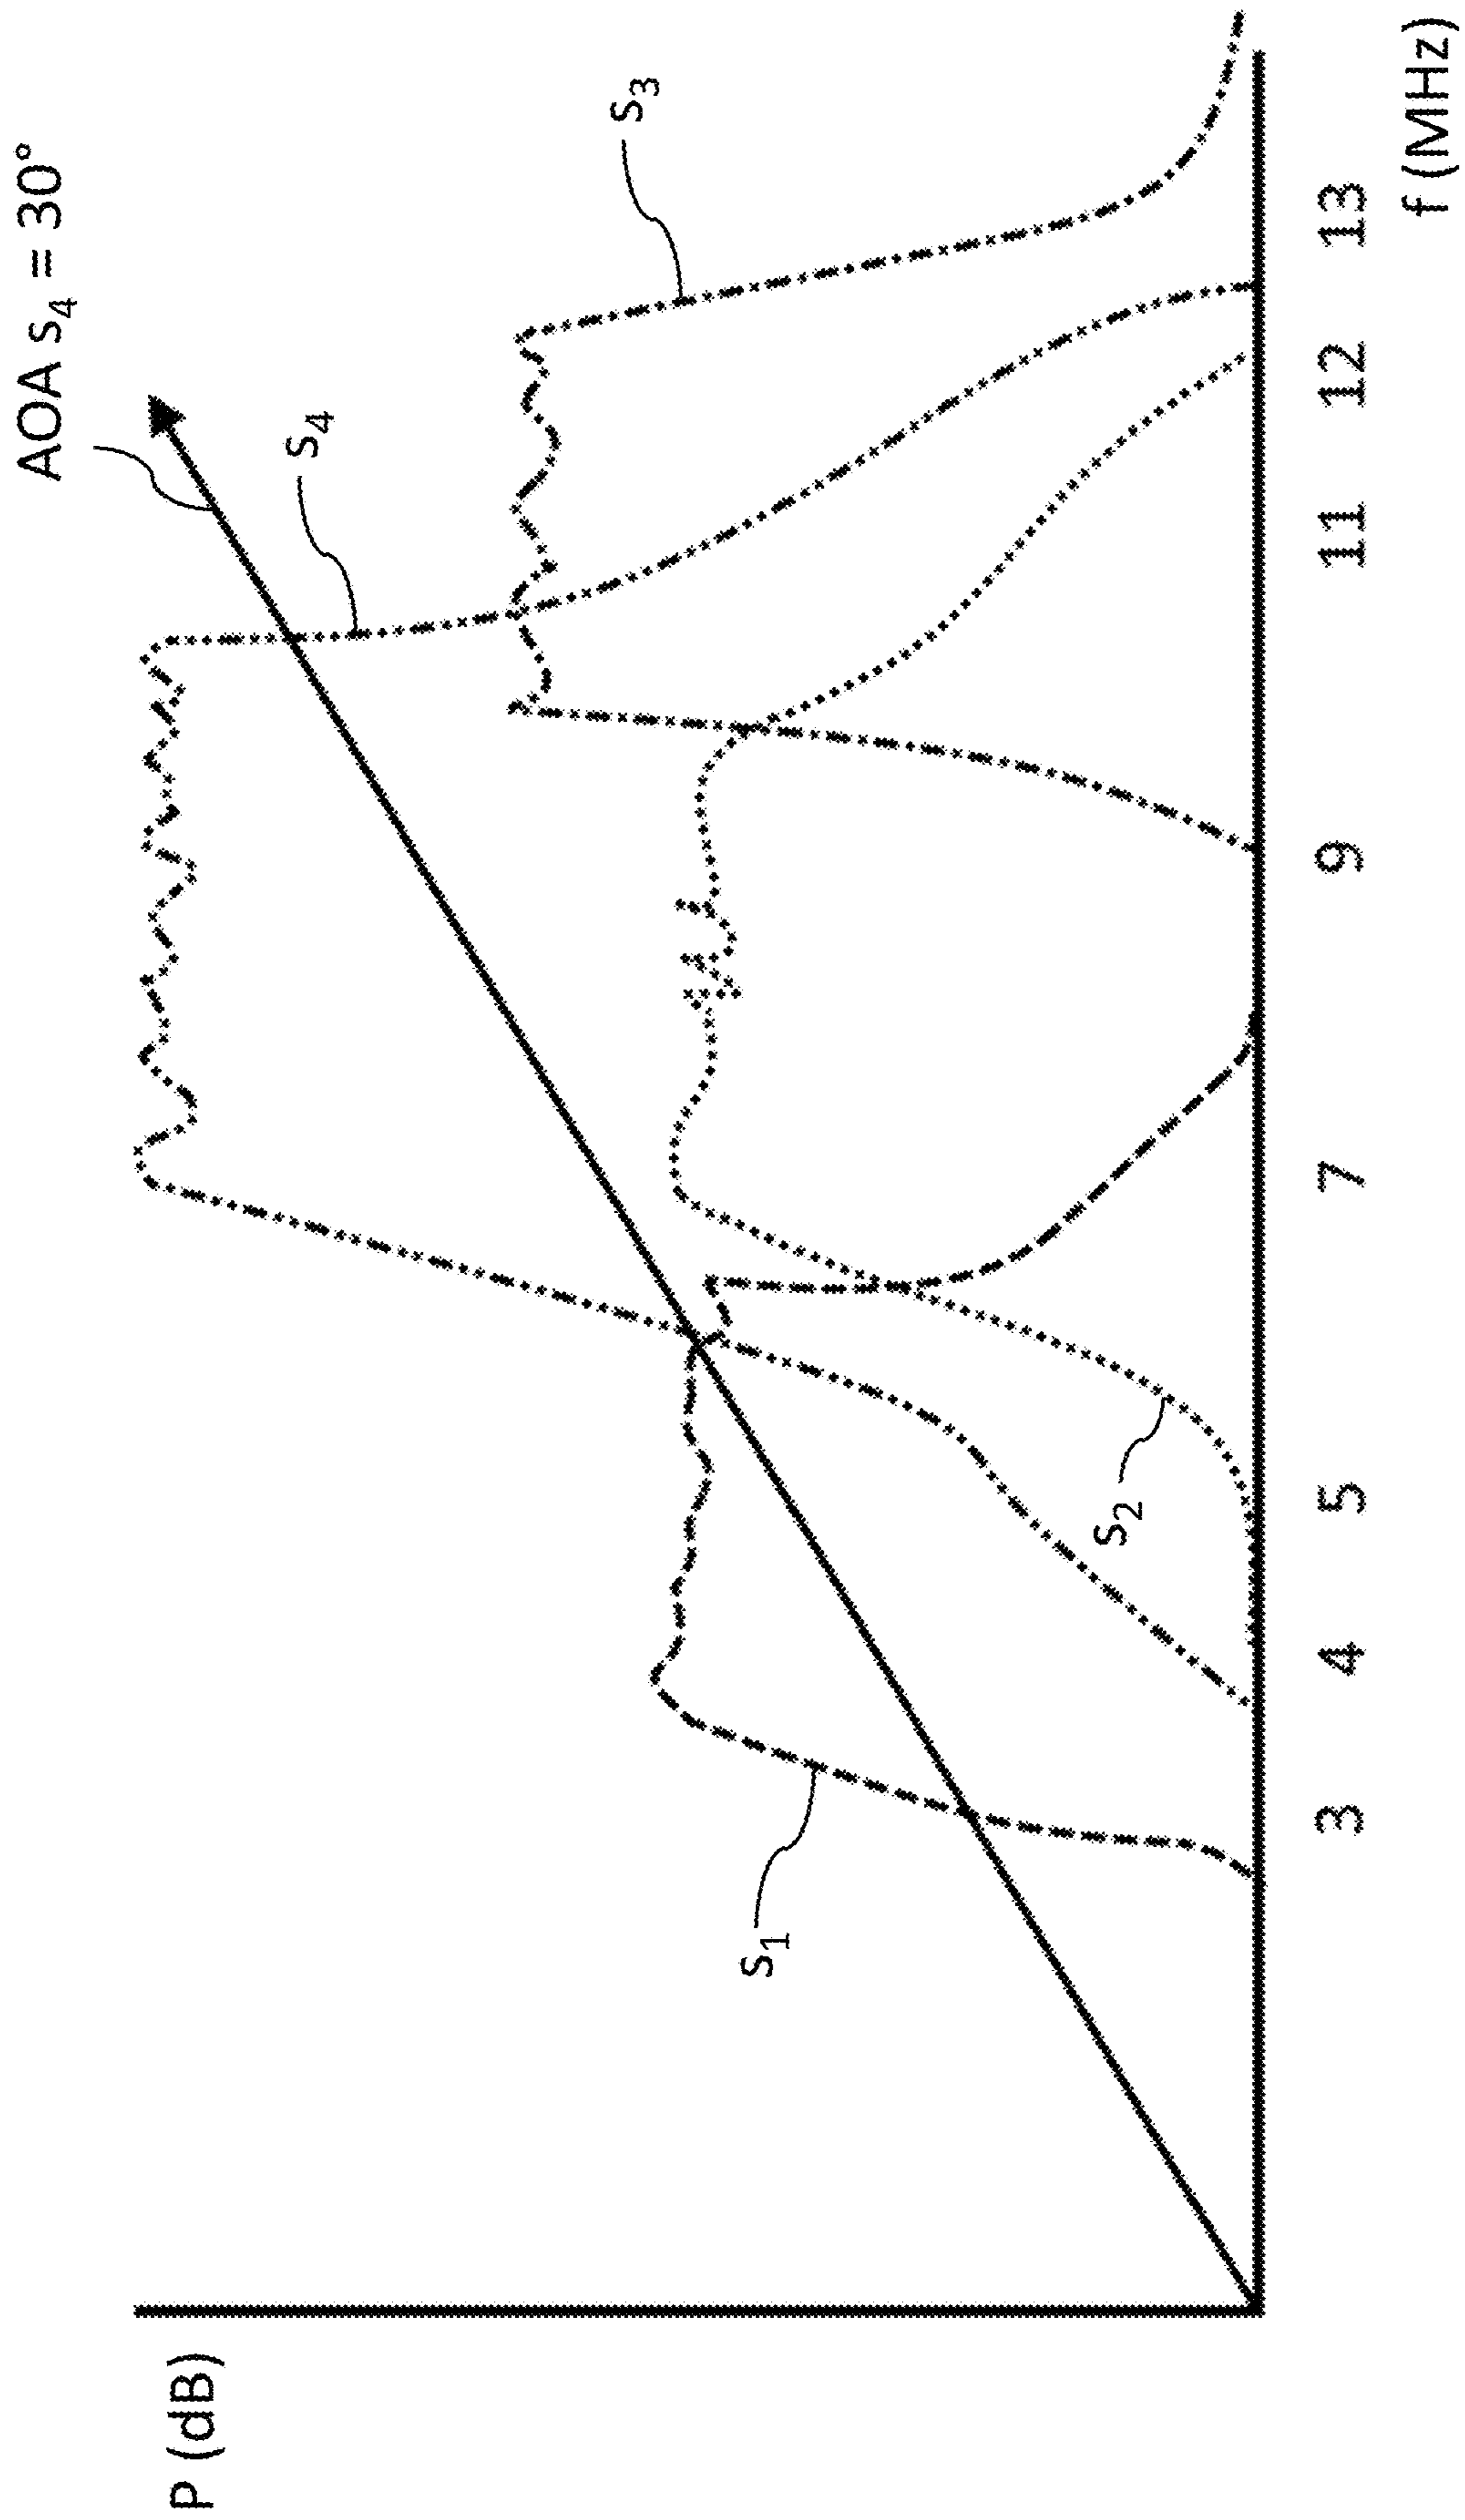 P (dB)
AOA s4 = 30°
s4
s3
s1
s2
3 4 5 7 9 11 12 13
f (MHz)